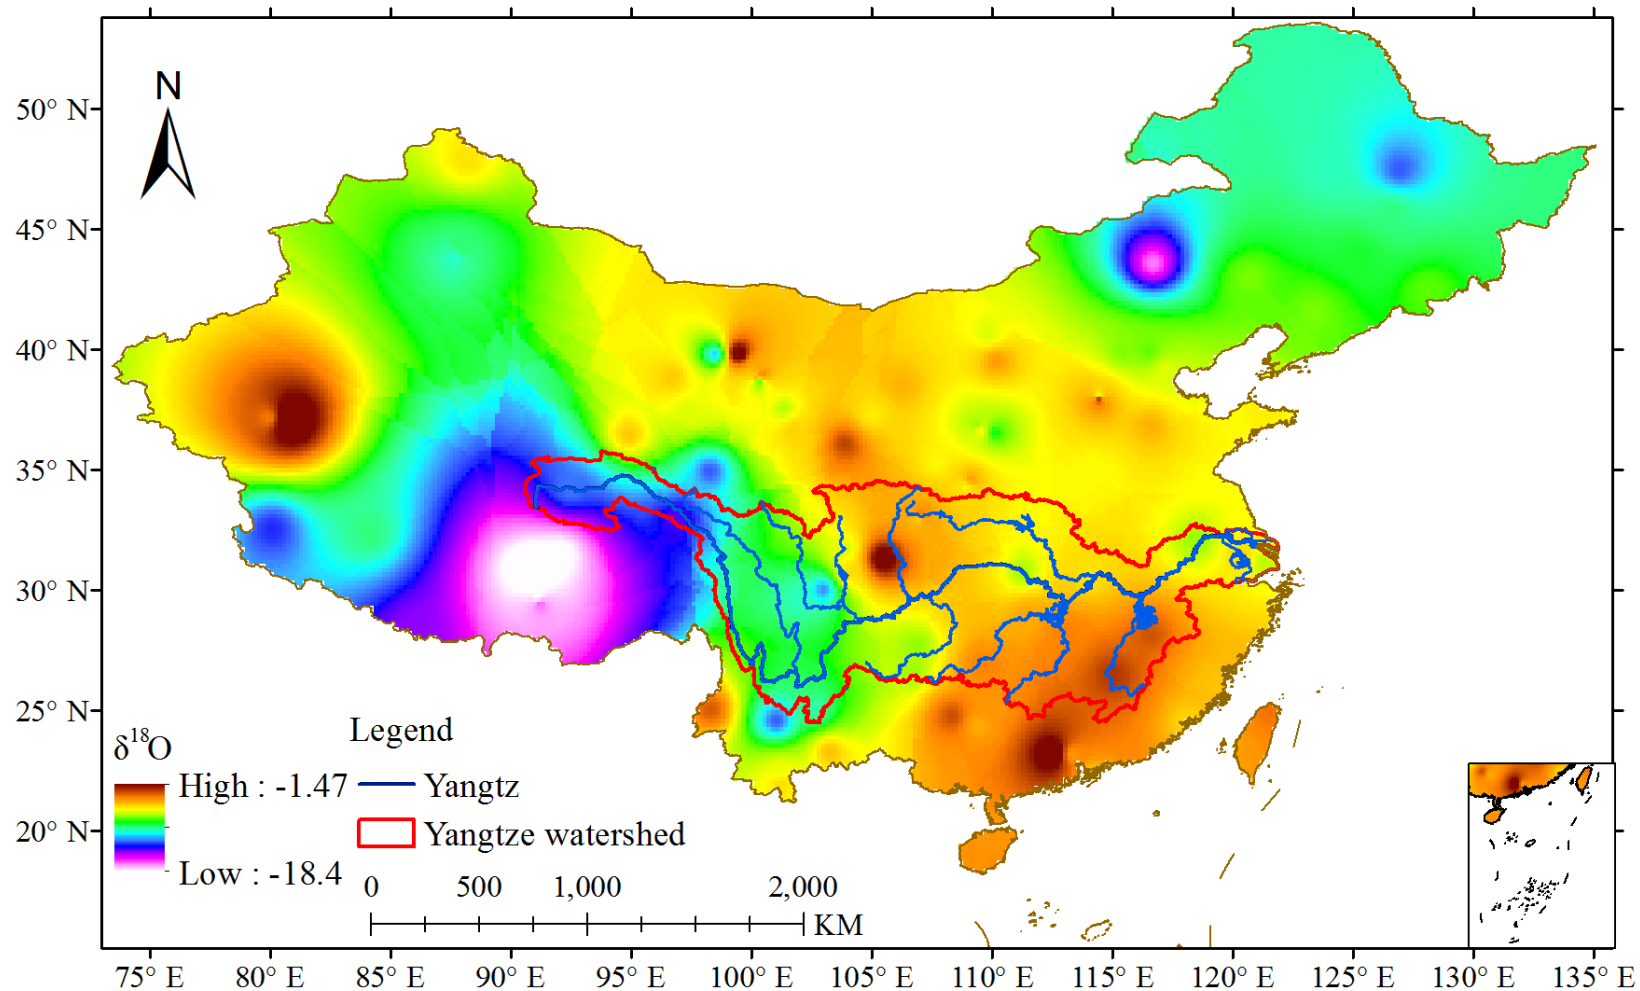 N
50° N
45° N
40° N
35° N
30° N
25° N
20° N
δ18O
High : -1.47
Low : -18.4
Legend
Yangtz
Yangtze watershed
0 500 1,000 2,000
KM
75° E 80° E 85° E 90° E 95° E 100° E 105° E 110° E 115° E 120° E 125° E 130° E 135° E